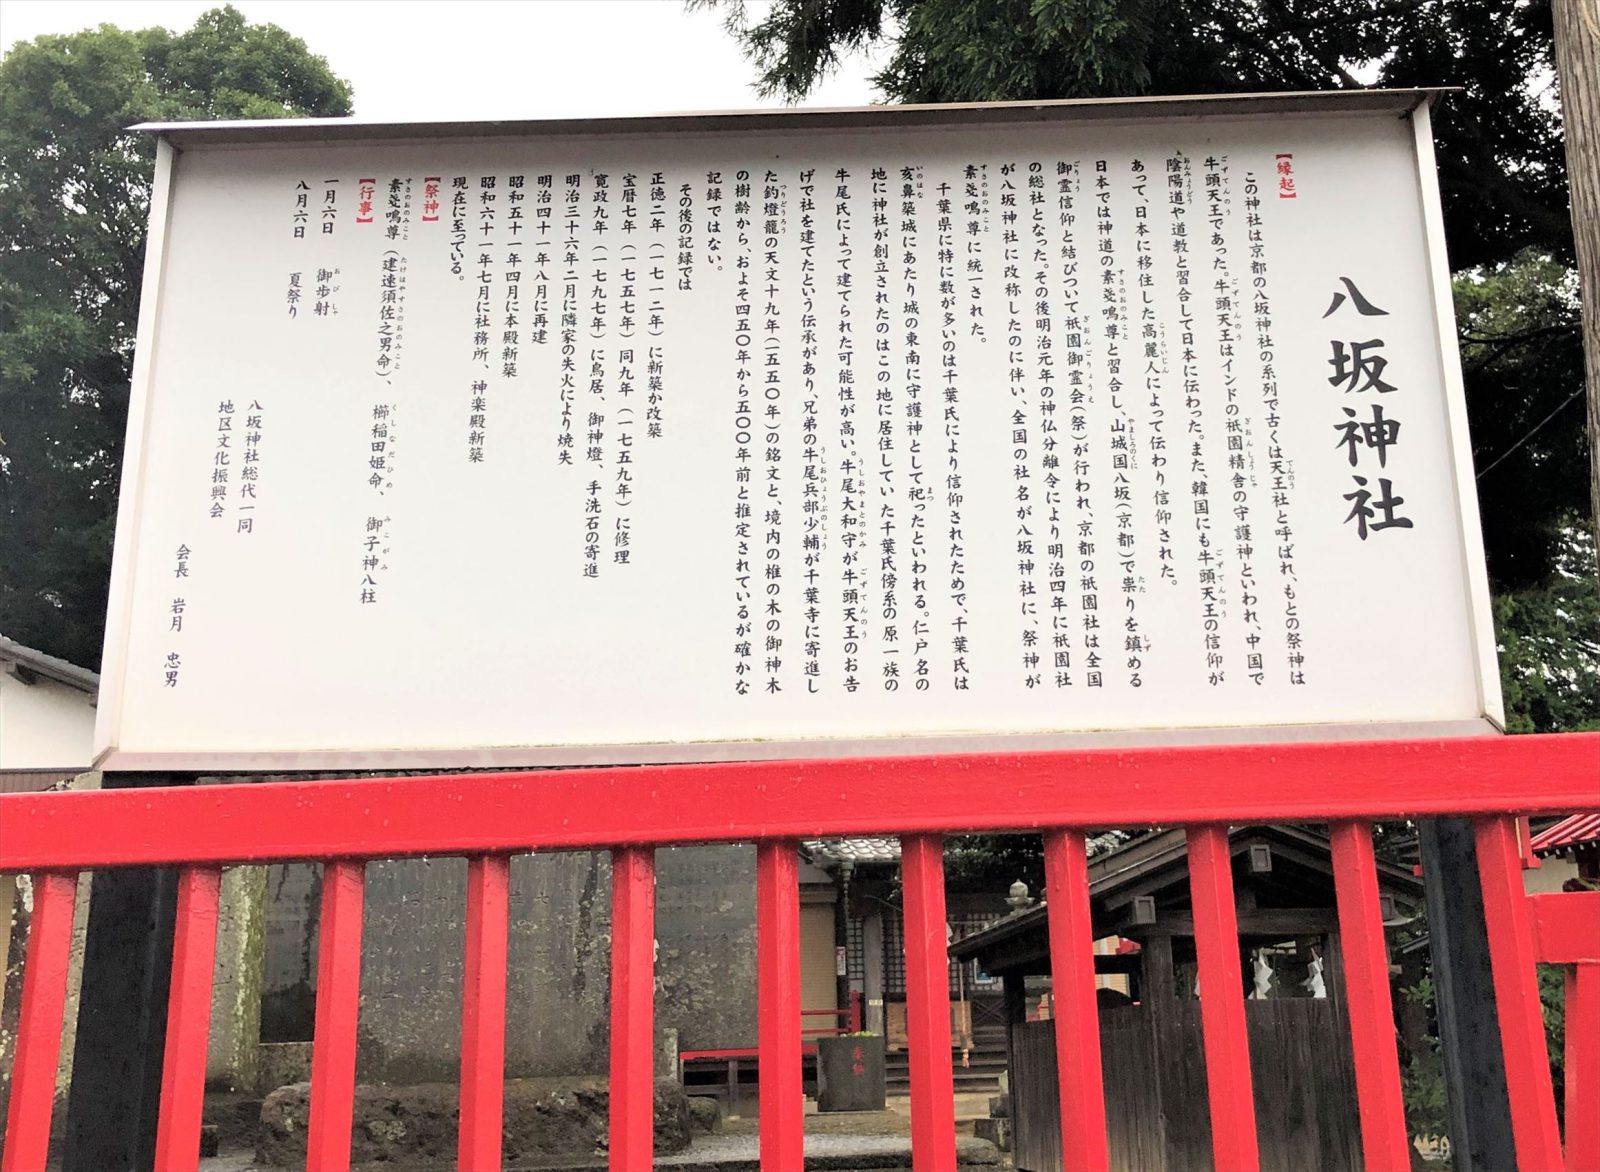 八坂神社
【縁起】
この神社は京都の八坂神社の系列で古くは天王社と呼ばれ、もとの祭神は
牛頭天王であった。牛頭天王はインドの祇園精舎の守護神といわれ、中国で
陰陽道や道教と習合して日本に伝わった。また、韓国にも牛頭天王の信仰が
あって、日本に移住した高麗人によって伝わり信仰された。
日本では神道の素戔嗚尊と習合し、山城国八坂(京都)で祟りを鎮める
御霊信仰と結びついて祇園御霊会(祭)が行われ、京都の祇園社は全国
の総社となった。その後明治元年の神仏分離令により明治四年に祇園社
が八坂神社に改称したのに伴い、全国の社名が八坂神社に、祭神が
素戔嗚尊に統一された。
千葉県に特に数が多いのは千葉氏により信仰されたためで、千葉氏は
亥鼻築城にあたり城の東南に守護神として祀ったといわれる。仁戸名の
地に神社が創立されたのはこの地に居住していた千葉氏傍系の原一族の
牛尾氏によって建てられた可能性が高い。牛尾大和守が牛頭天王のお告
げで社を建てたという伝承があり、兄弟の牛尾兵部少輔が千葉寺に寄進し
た釣燈籠の天文十九年(一五五〇年)の銘文と、境内の椎の木の御神木
の樹齢から、およそ四五〇年から五〇〇年前と推定されているが確かな
記録ではない。
その後の記録では
正徳二年(一七一二年)に新築か改築
宝暦七年(一七五七年)同九年(一七五九年)に修理
寛政九年(一七九七年)に鳥居、御神燈、手洗石の寄進
明治三十六年二月に隣家の失火により焼失
明治四十一年八月に再建
昭和五十一年四月に本殿新築
昭和六十一年七月に社務所、神楽殿新築
現在に至っている。
【祭神】
素戔嗚尊(建速須佐之男命)、櫛稲田姫命、御子神八柱
【行事】
一月六日 御歩射
八月六日 夏祭り
八坂神社総代一同
地区文化振興会
会長 岩月 忠男